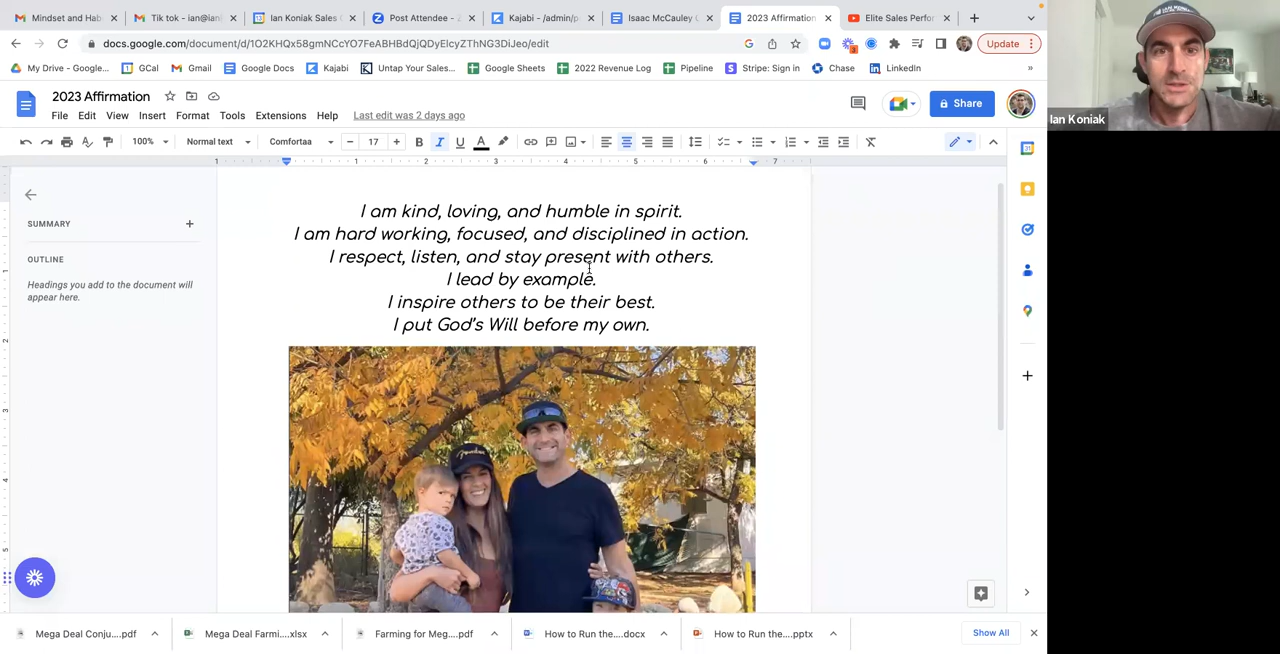 Mindset and Hab
Tik tok - ian@iani
Ian Koniak Sales C
Post Attendee - Z
Kajabi - /admin/p
Isaac McCauley C
2023 Affirmation
Elite Sales Perfor
docs.google.com/document/d/1O2KHQx58gmNCcYO7FeABHBdQjQDyElcyZThNG3DiJeo/edit
Update
My Drive - Google...
GCal
Gmail
Google Docs
Kajabi
Untap Your Sales...
Google Sheets
2022 Revenue Log
Pipeline
Stripe: Sign in
Chase
LinkedIn
2023 Affirmation
File Edit View Insert Format Tools Extensions Help Last edit was 2 days ago
Share
100% Normal text Comfortaa 17
SUMMARY
OUTLINE
Headings you add to the document will
appear here.
I am kind, loving, and humble in spirit.
I am hard working, focused, and disciplined in action.
I respect, listen, and stay present with others.
I lead by example.
I inspire others to be their best.
I put God's Will before my own.
Mega Deal Conju....pdf
Mega Deal Farmi....xlsx
Farming for Meg....pdf
How to Run the....docx
How to Run the....pptx
Show All
Ian Koniak